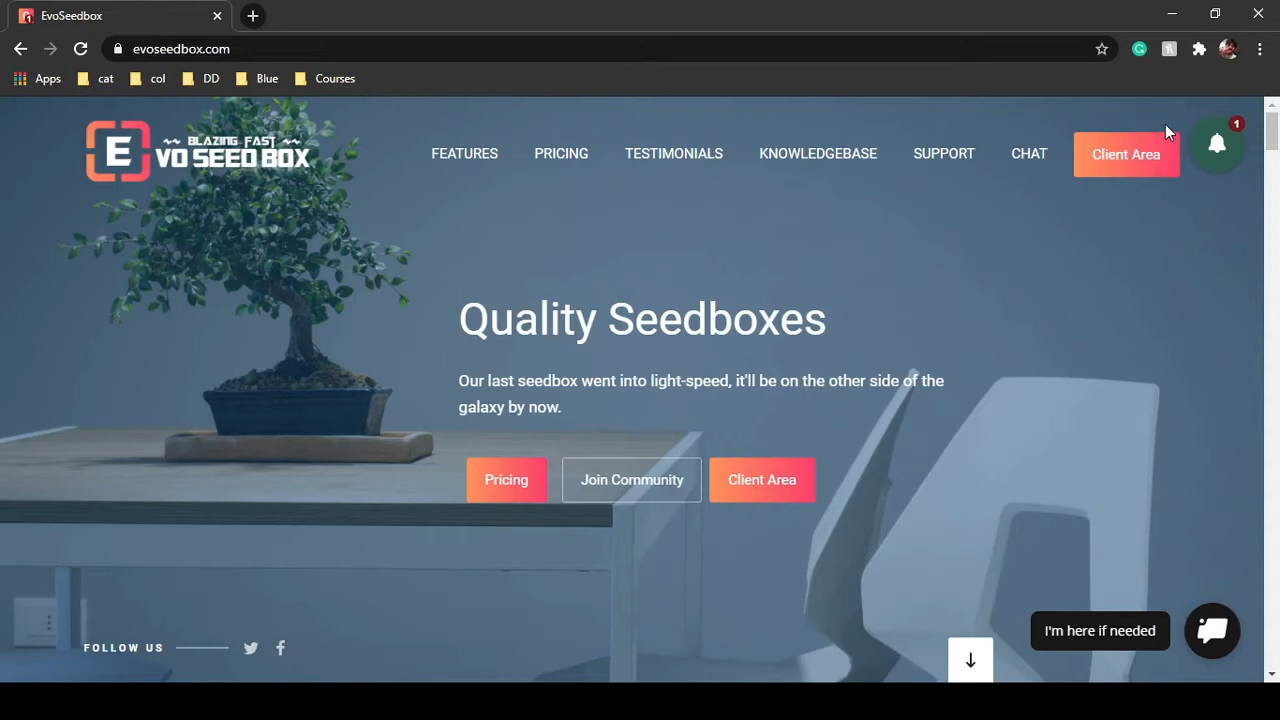 EvoSeedbox
evoseedbox.com
Apps cat col DD Blue Courses
E
~~ BLAZING FAST ~~
VO SEED BOX
FEATURES PRICING TESTIMONIALS KNOWLEDGEBASE SUPPORT CHAT Client Area 1
Quality Seedboxes
Our last seedbox went into light-speed, it'll be on the other side of the
galaxy by now.
Pricing Join Community Client Area
I'm here if needed
FOLLOW US